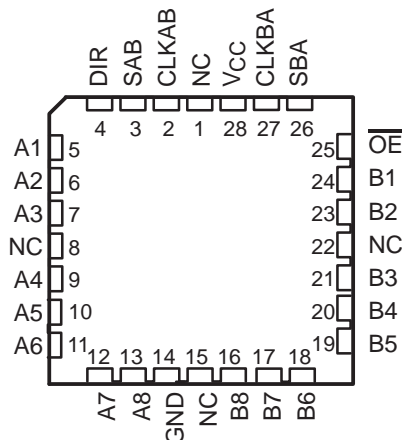 DIR
SAB
CLKAB
NC
VCC
CLKBA
SBA
4 3 2 1 28 27 26
A1 5
A2 6
A3 7
NC 8
A4 9
A5 10
A6 11
25 OE
24 B1
23 B2
22 NC
21 B3
20 B4
19 B5
12 13 14 15 16 17 18
A7
A8
GND
NC
B8
B7
B6